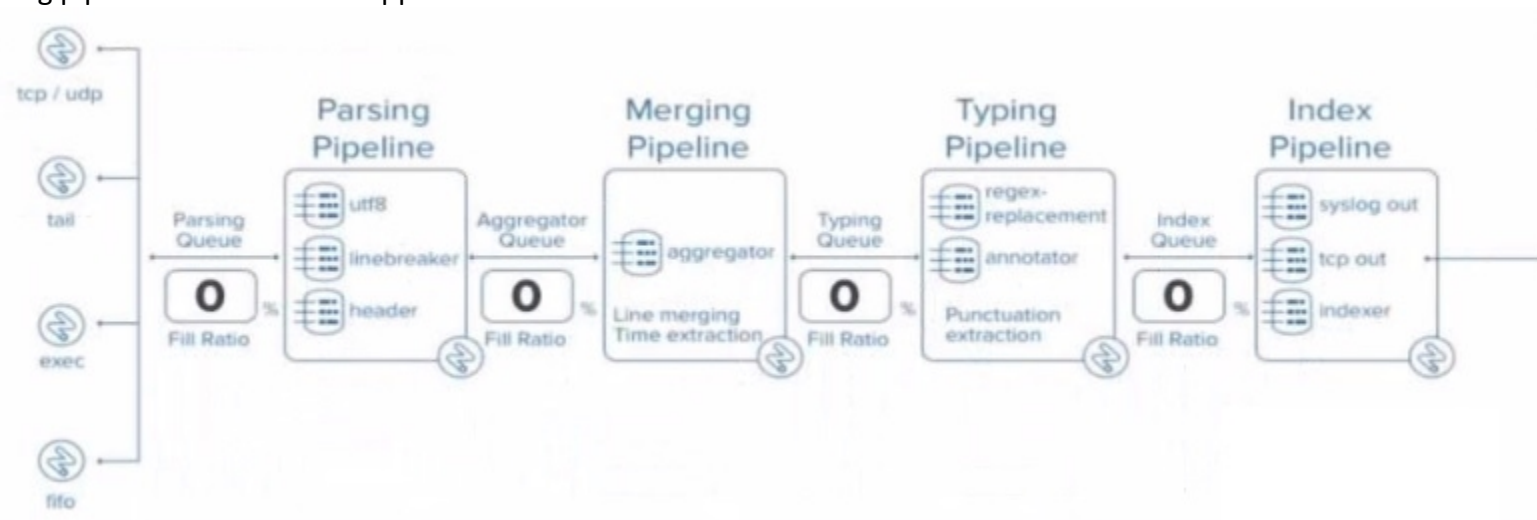 tcp / udp
tail
exec
fifo
Parsing
Queue
0
%
Fill Ratio
Parsing
Pipeline
utf8
linebreaker
header
Aggregator
Queue
0
%
Fill Ratio
Merging
Pipeline
aggregator
Line merging
Time extraction
Typing
Queue
0
%
Fill Ratio
Typing
Pipeline
regex-
replacement
annotator
Punctuation
extraction
Index
Queue
0
%
Fill Ratio
Index
Pipeline
syslog out
tcp out
indexer